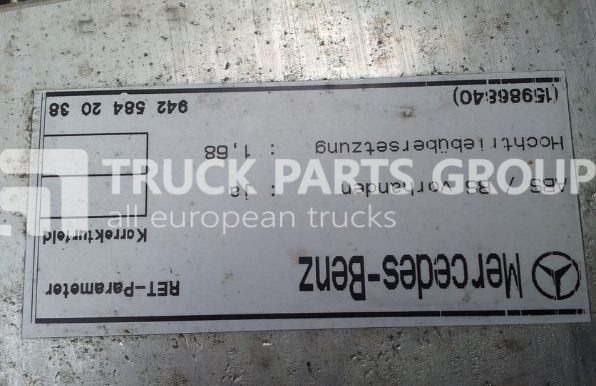 Mercedes-Benz RET-Parameter
ABS / BS vorhanden : ja Korrekturfeld
Hochtriebübersetzung : 1,68
(15986840) 942 584 20 38
TRUCK PARTS GROUP
all european trucks